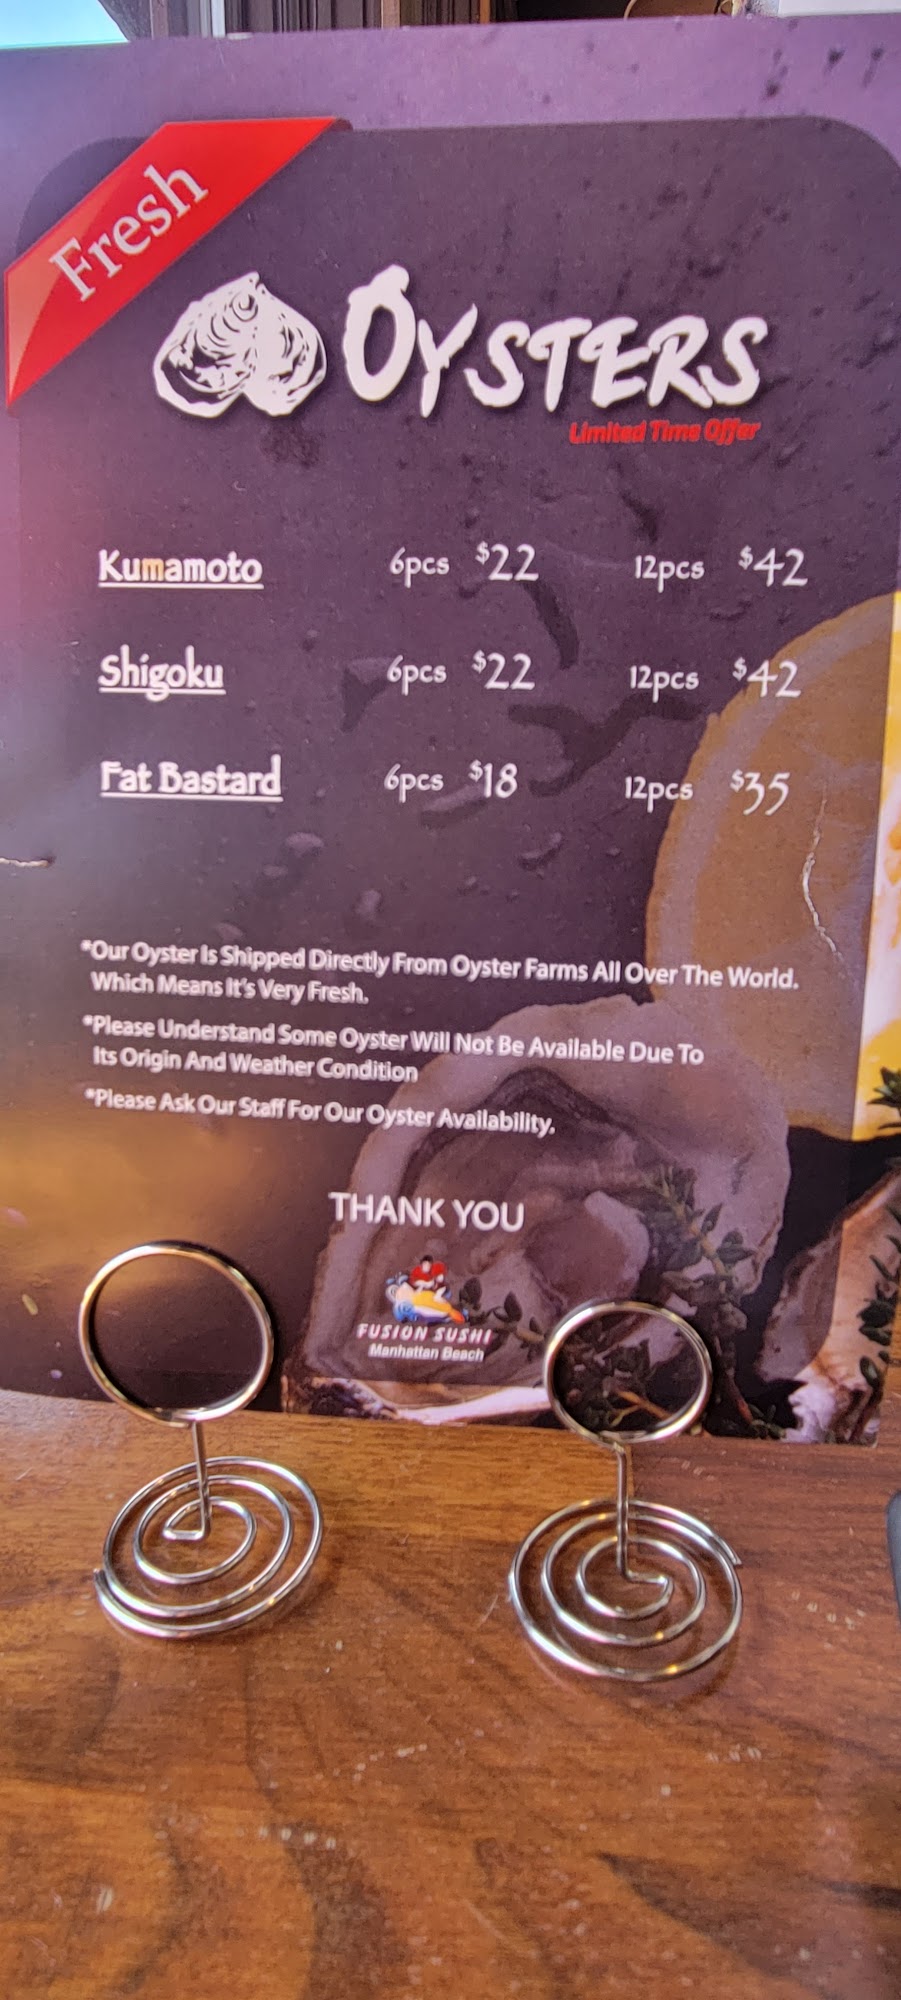 Fresh
OYSTERS
Limited Time Offer
Kumamoto 6pcs $22 12pcs $42
Shigoku 6pcs $22 12pcs $42
Fat Bastard 6pcs $18 12pcs $35
*Our Oyster Is Shipped Directly From Oyster Farms All Over The World.
Which Means It's Very Fresh.
*Please Understand Some Oyster Will Not Be Available Due To
Its Origin And Weather Condition
*Please Ask Our Staff For Our Oyster Availability.
THANK YOU
FUSION SUSHI
Manhattan Beach